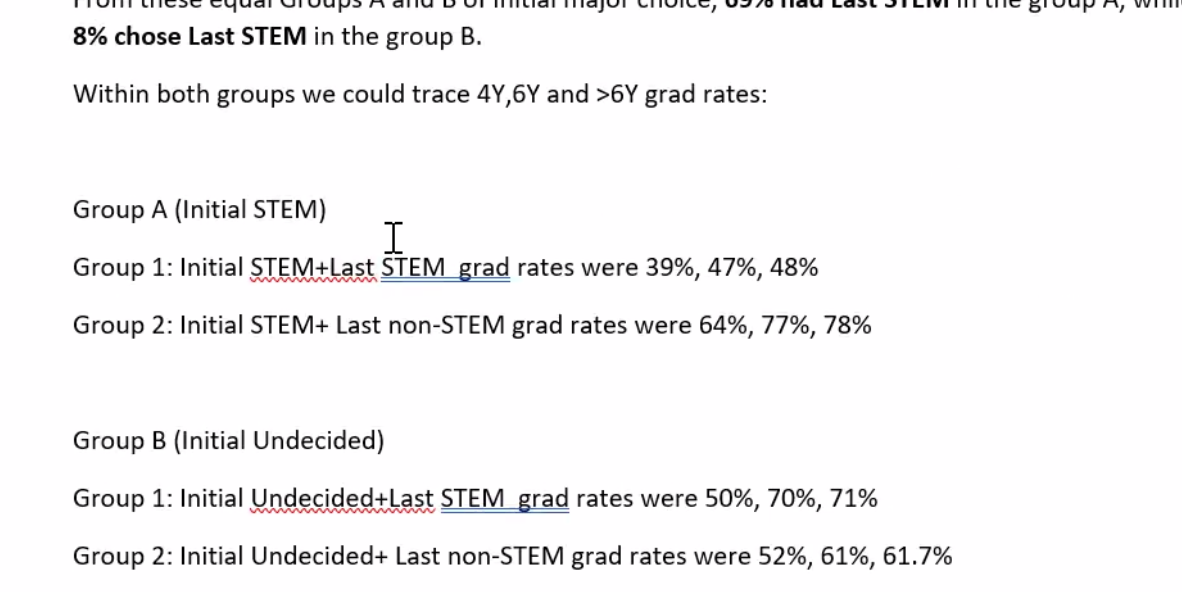 From these equal Groups A and B of initial major choice, 69% had Last STEM in the group A, while
8% chose Last STEM in the group B.
Within both groups we could trace 4Y,6Y and >6Y grad rates:
Group A (Initial STEM)
Group 1: Initial STEM+Last STEM  grad rates were 39%, 47%, 48%
Group 2: Initial STEM+ Last non-STEM grad rates were 64%, 77%, 78%
Group B (Initial Undecided)
Group 1: Initial Undecided+Last STEM  grad rates were 50%, 70%, 71%
Group 2: Initial Undecided+ Last non-STEM grad rates were 52%, 61%, 61.7%